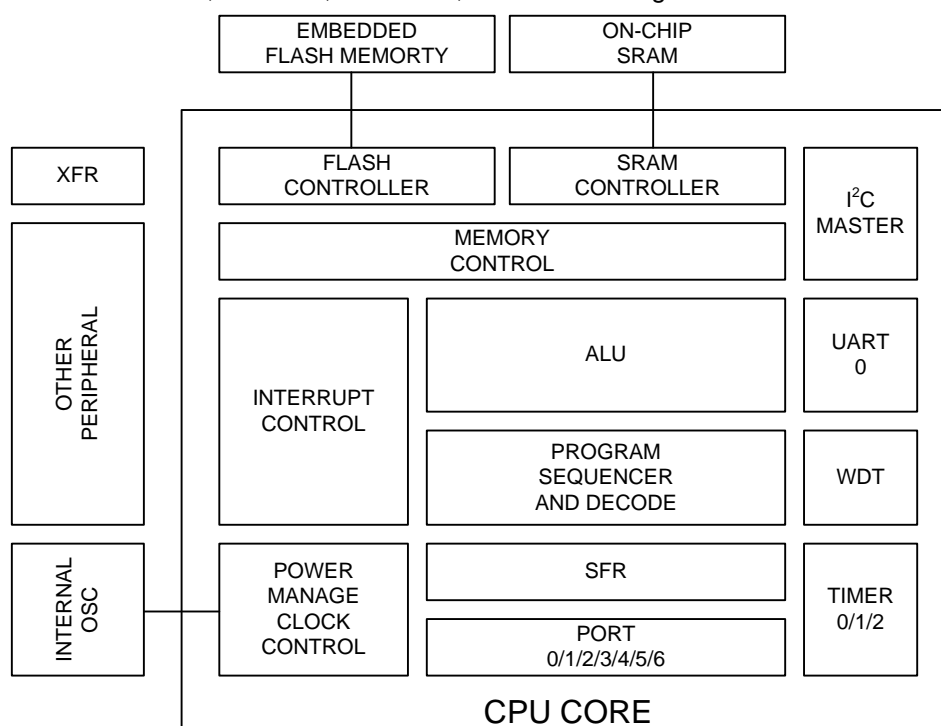 EMBEDDED
FLASH MEMORTY
ON-CHIP
SRAM
XFR
FLASH
CONTROLLER
SRAM
CONTROLLER
I²C
MASTER
MEMORY
CONTROL
OTHER
PERIPHERAL
INTERRUPT
CONTROL
ALU
UART
0
PROGRAM
SEQUENCER
AND DECODE
WDT
INTERNAL
OSC
POWER
MANAGE
CLOCK
CONTROL
SFR
TIMER
0/1/2
PORT
0/1/2/3/4/5/6
CPU CORE